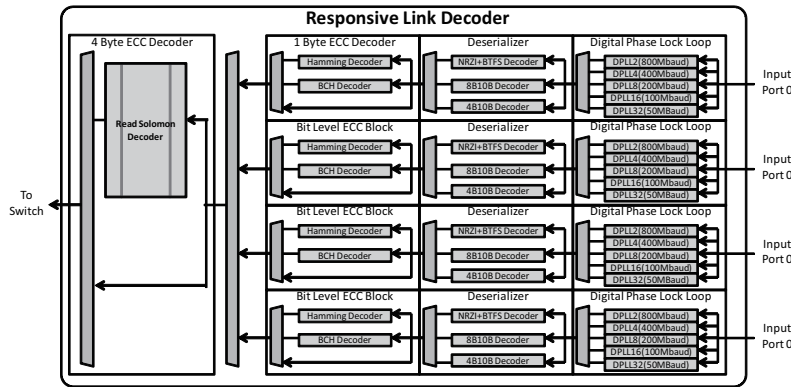 Responsive Link Decoder
4 Byte ECC Decoder
Read Solomon
Decoder
To
Switch
1 Byte ECC Decoder
Hamming Decoder
BCH Decoder
Deserializer
NRZI+BTFS Decoder
8B10B Decoder
4B10B Decoder
Digital Phase Lock Loop
DPLL2(800Mbaud)
DPLL4(400Mbaud)
DPLL8(200Mbaud)
DPLL16(100Mbaud)
DPLL32(50MBaud)
Input
Port 0
Bit Level ECC Block
Hamming Decoder
BCH Decoder
Deserializer
NRZI+BTFS Decoder
8B10B Decoder
4B10B Decoder
Digital Phase Lock Loop
DPLL2(800Mbaud)
DPLL4(400Mbaud)
DPLL8(200Mbaud)
DPLL16(100Mbaud)
DPLL32(50MBaud)
Input
Port 0
Bit Level ECC Block
Hamming Decoder
BCH Decoder
Deserializer
NRZI+BTFS Decoder
8B10B Decoder
4B10B Decoder
Digital Phase Lock Loop
DPLL2(800Mbaud)
DPLL4(400Mbaud)
DPLL8(200Mbaud)
DPLL16(100Mbaud)
DPLL32(50MBaud)
Input
Port 0
Bit Level ECC Block
Hamming Decoder
BCH Decoder
Deserializer
NRZI+BTFS Decoder
8B10B Decoder
4B10B Decoder
Digital Phase Lock Loop
DPLL2(800Mbaud)
DPLL4(400Mbaud)
DPLL8(200Mbaud)
DPLL16(100Mbaud)
DPLL32(50MBaud)
Input
Port 0